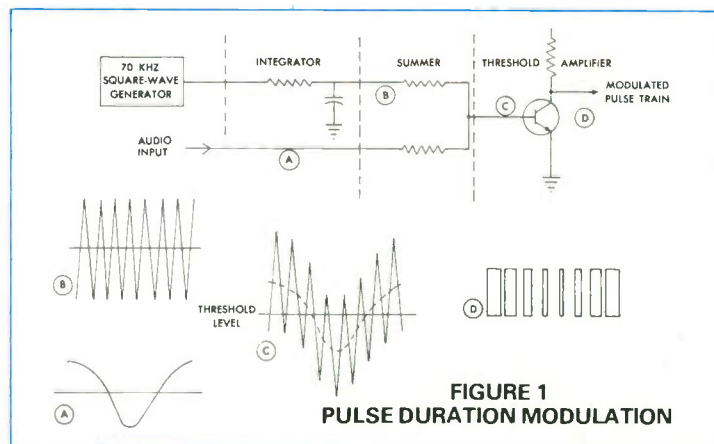 70 KHZ
SQUARE-WAVE
GENERATOR
INTEGRATOR
SUMMER
THRESHOLD AMPLIFIER
MODULATED
PULSE TRAIN
AUDIO
INPUT
A
B
C
D
B
THRESHOLD
LEVEL
C
D
A
FIGURE 1
PULSE DURATION MODULATION